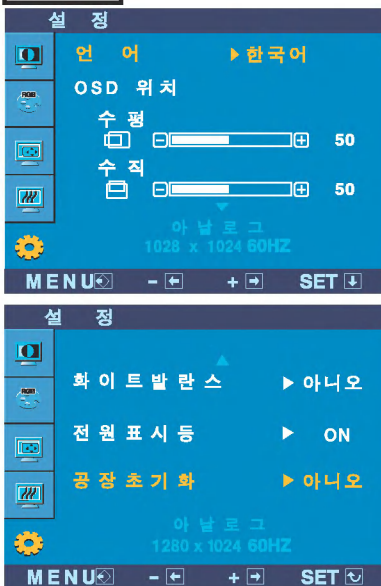 설 정
언 어 ▶한국어
RGB
OSD 위치
수 평
50
수 직
50
아 날 로 그
1028 x 1024 60HZ
MENU - + SET
설 정
RGB
화이트발란스 ▶아니오
전원표시등 ▶ ON
공장초기화 ▶아니오
아 날 로 그
1280 x 1024 60HZ
MENU - + SET